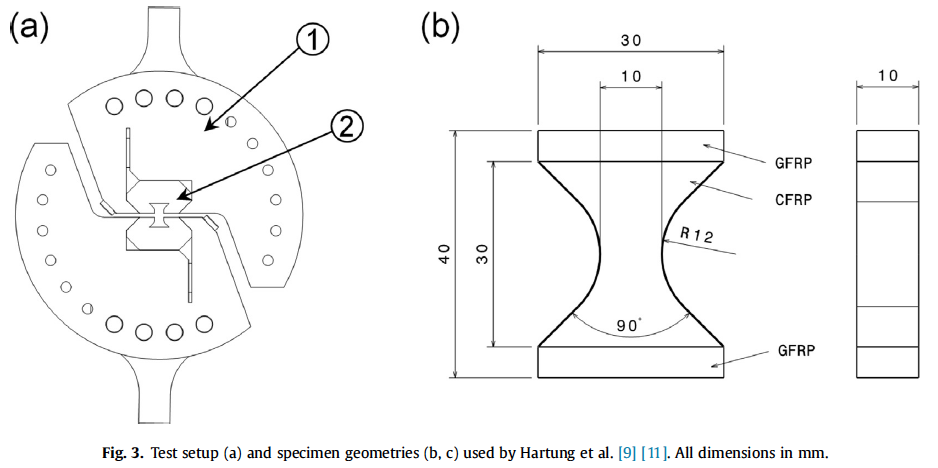 (a)
1
2
(b)
30
10
10
GFRP
CFRP
R12
40
30
90°
GFRP
Fig. 3. Test setup (a) and specimen geometries (b, c) used by Hartung et al. [9] [11]. All dimensions in mm.